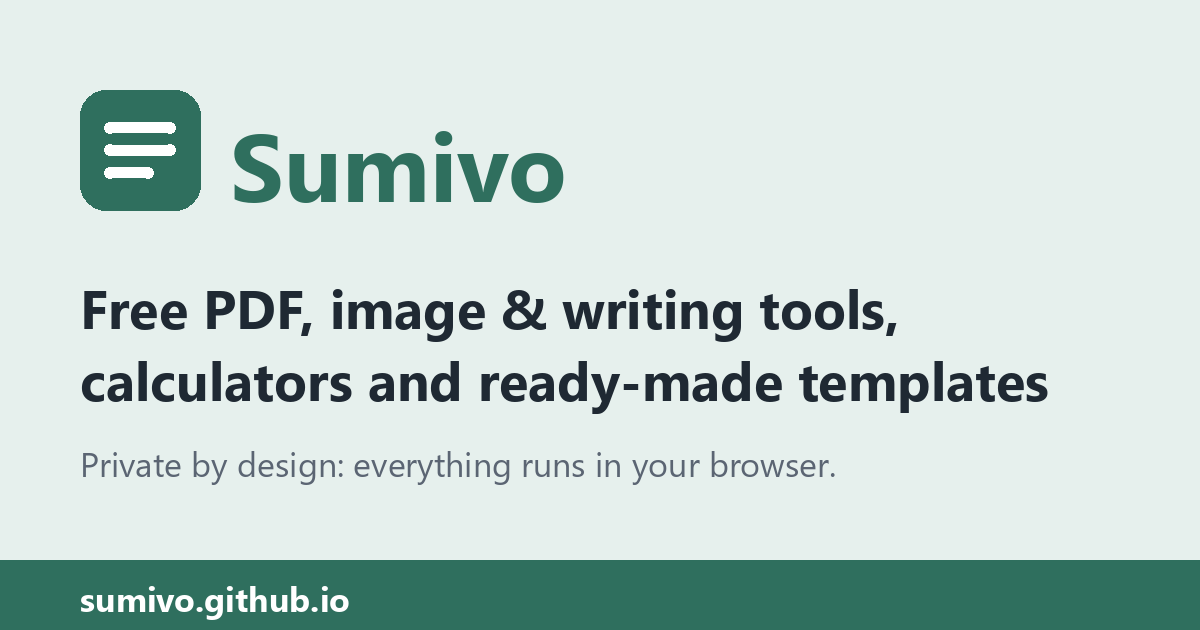 Sumivo
Free PDF, image & writing tools,
calculators and ready-made templates
Private by design: everything runs in your browser.
sumivo.github.io